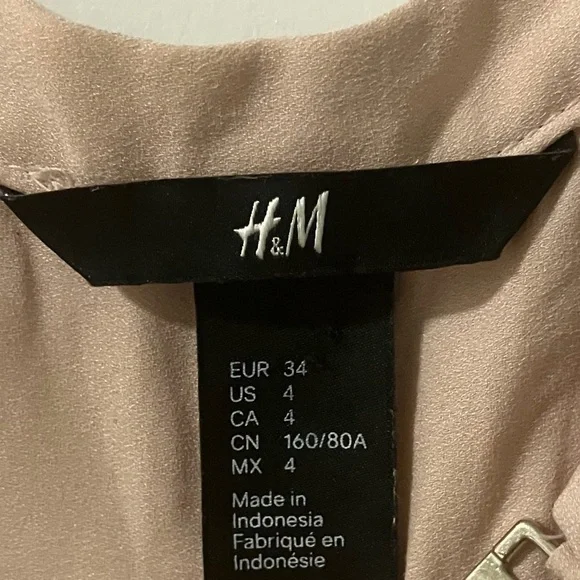 H&M
EUR 34
US 4
CA 4
CN 160/80A
MX 4
Made in
Indonesia
Fabriqué en
Indonésie